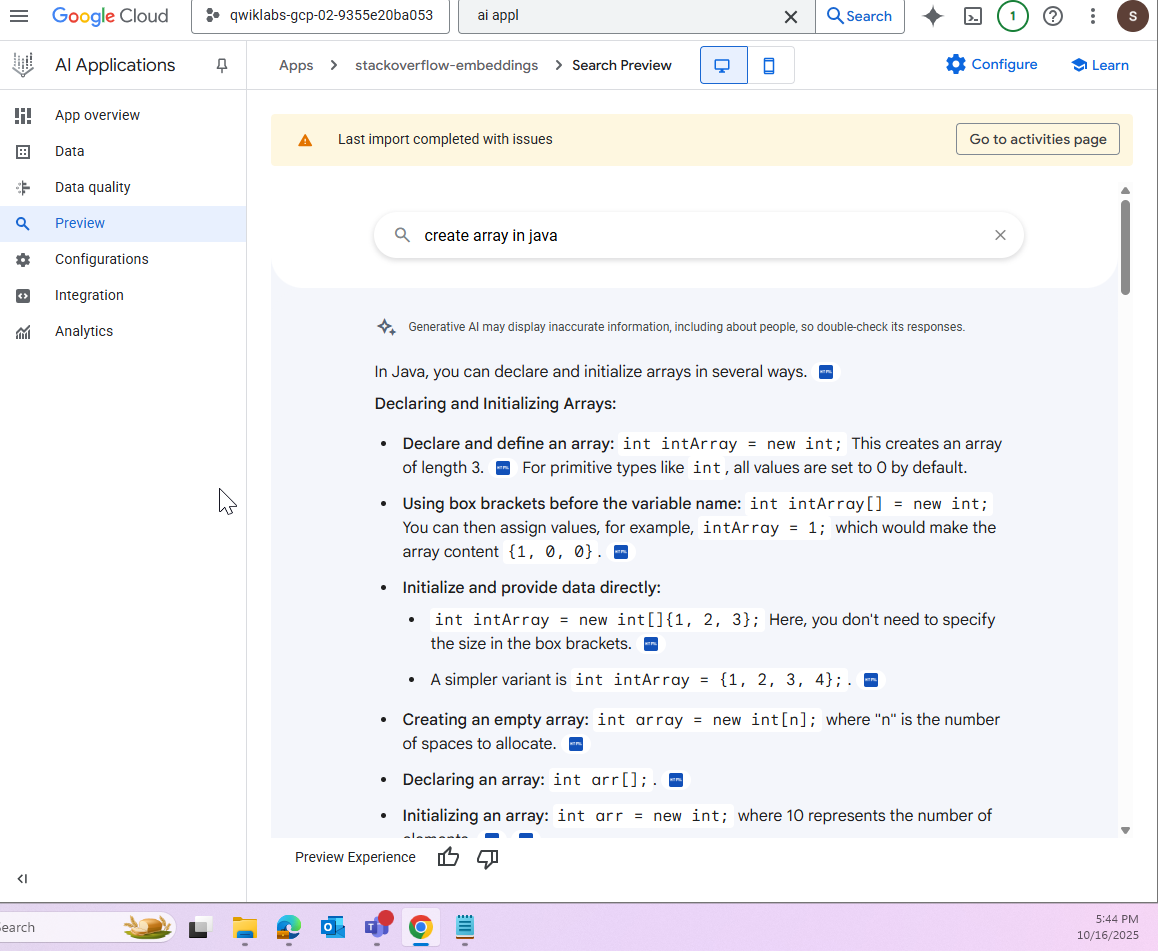 Google Cloud
qwiklabs-gcp-02-9355e20ba053
ai appl
Search
1
S
AI Applications
Apps
stackoverflow-embeddings
Search Preview
Configure
Learn
App overview
Data
Data quality
Preview
Configurations
Integration
Analytics
Last import completed with issues
Go to activities page
create array in java
Generative AI may display inaccurate information, including about people, so double-check its responses.
In Java, you can declare and initialize arrays in several ways.
Declaring and Initializing Arrays:
• Declare and define an array: int intArray = new int; This creates an array
of length 3. For primitive types like int, all values are set to 0 by default.
• Using box brackets before the variable name: int intArray[] = new int;
You can then assign values, for example, intArray = 1; which would make the
array content {1, 0, 0}.
• Initialize and provide data directly:
• int intArray = new int[]{1, 2, 3}; Here, you don't need to specify
the size in the box brackets.
• A simpler variant is int intArray = {1, 2, 3, 4};.
• Creating an empty array: int array = new int[n]; where "n" is the number
of spaces to allocate.
• Declaring an array: int arr[];.
• Initializing an array: int arr = new int; where 10 represents the number of
elements.
Preview Experience
earch
5:44 PM
10/16/2025